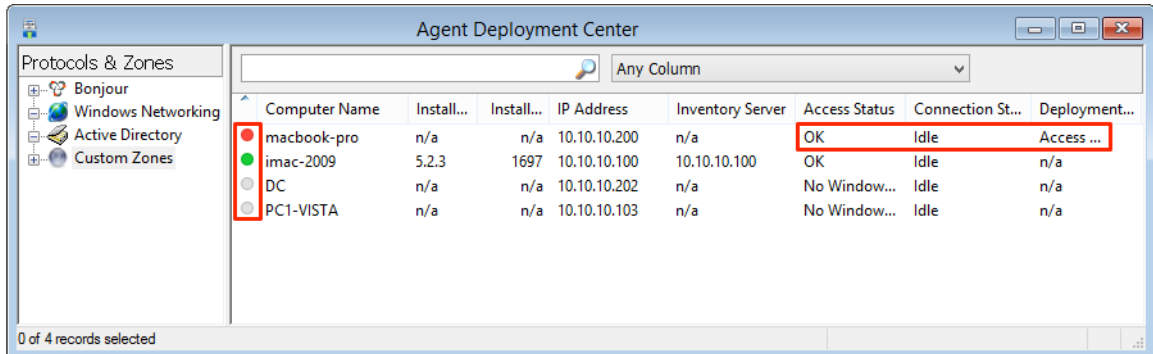 Agent Deployment Center
Protocols & Zones
Bonjour
Windows Networking
Active Directory
Custom Zones
Any Column
Computer Name Install... Install... IP Address Inventory Server Access Status Connection St... Deployment...
macbook-pro n/a n/a 10.10.10.200 n/a OK Idle Access ...
imac-2009 5.2.3 1697 10.10.10.100 10.10.10.100 OK Idle n/a
DC n/a n/a 10.10.10.202 n/a No Window... Idle n/a
PC1-VISTA n/a n/a 10.10.10.103 n/a No Window... Idle n/a
0 of 4 records selected